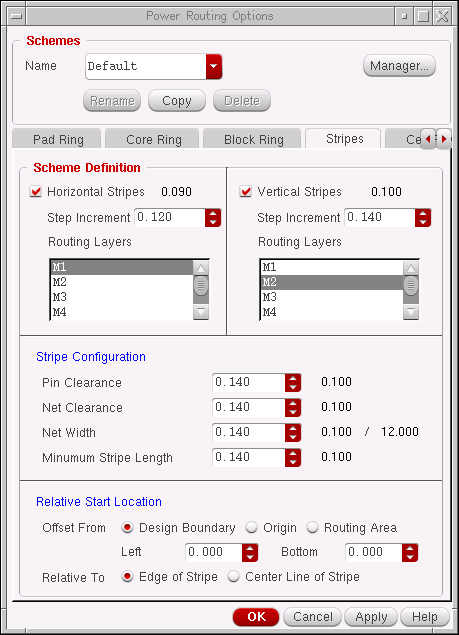 Power Routing Options
Schemes
Name Default Manager...
Rename Copy Delete
Pad Ring Core Ring Block Ring Stripes
Scheme Definition
Horizontal Stripes 0.090 Vertical Stripes 0.100
Step Increment 0.120 Step Increment 0.140
Routing Layers Routing Layers
M1 M1
M2 M2
M3 M3
M4 M4
Stripe Configuration
Pin Clearance 0.140 0.100
Net Clearance 0.140 0.100
Net Width 0.140 0.100 / 12.000
Minimum Stripe Length 0.140 0.100
Relative Start Location
Offset From Design Boundary Origin Routing Area
Left 0.000 Bottom 0.000
Relative To Edge of Stripe Center Line of Stripe
OK Cancel Apply Help